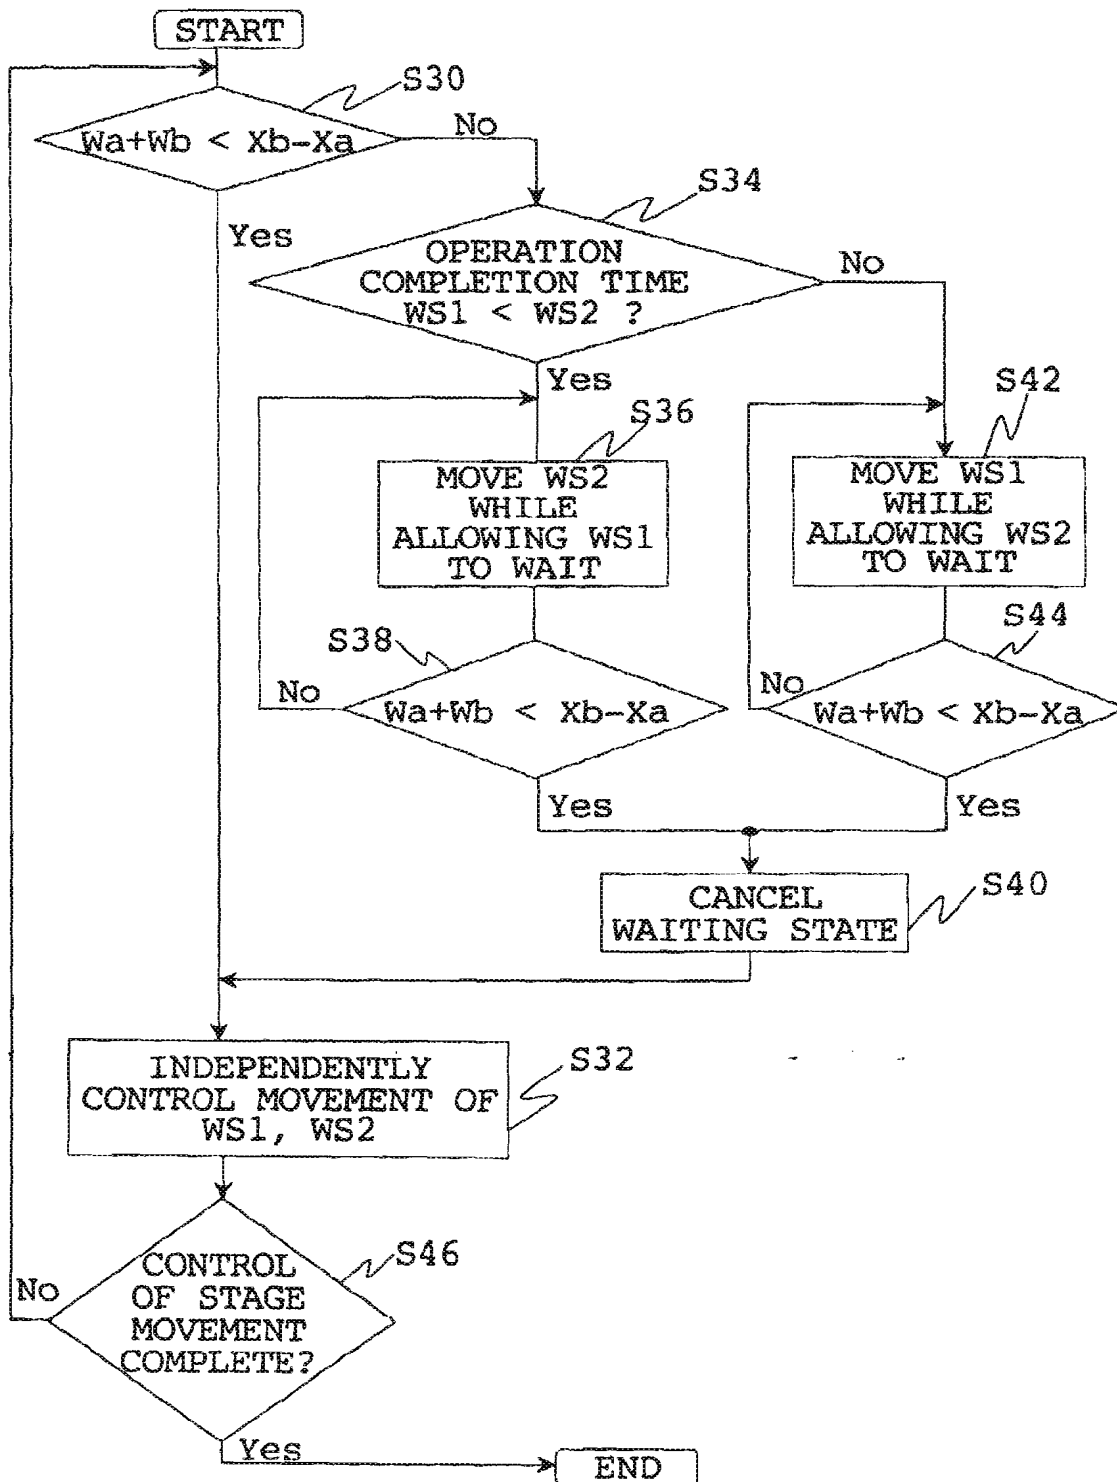 START
S30
Wa+Wb < Xb-Xa
No
S34
Yes
OPERATION
COMPLETION TIME
WS1 < WS2 ?
No
Yes
S36
S42
MOVE WS2
WHILE
ALLOWING WS1
TO WAIT
MOVE WS1
WHILE
ALLOWING WS2
TO WAIT
S38
S44
No
Wa+Wb < Xb-Xa
No
Wa+Wb < Xb-Xa
Yes
Yes
CANCEL
WAITING STATE
S40
INDEPENDENTLY
CONTROL MOVEMENT OF
WS1, WS2
S32
CONTROL
OF STAGE
MOVEMENT
COMPLETE?
S46
No
Yes
END